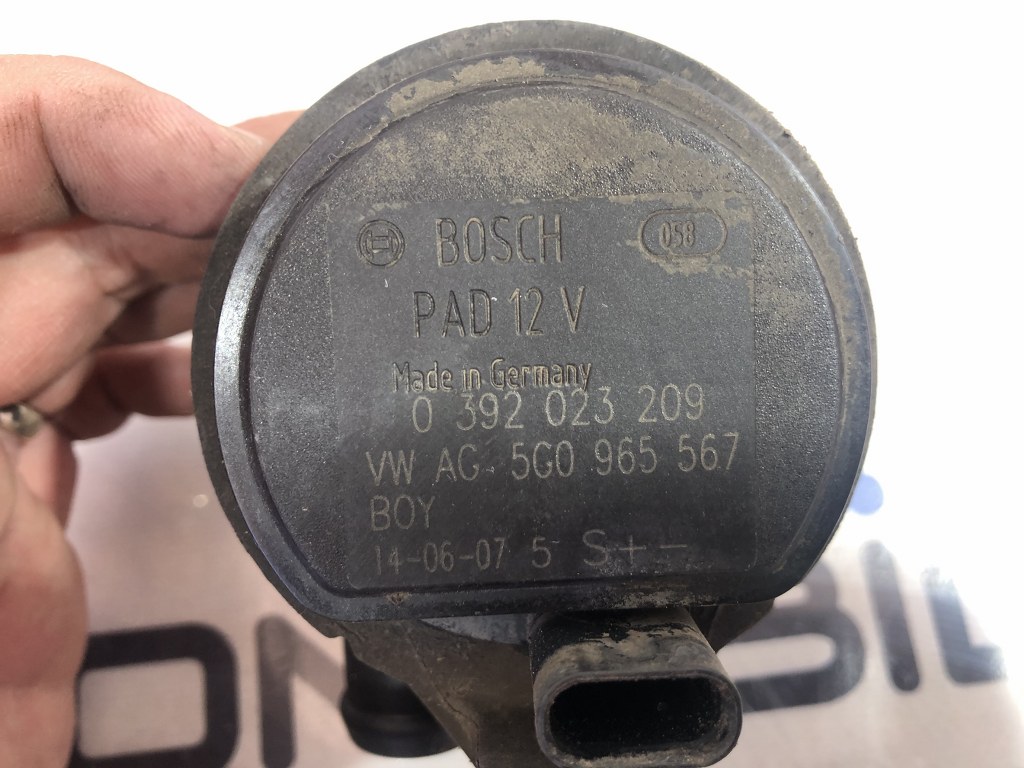 BOSCH 058
PAD 12 V
Made in Germany
0 392 023 209
VW AG 5G0 965 567
BOY
14-06-07 5 S+-